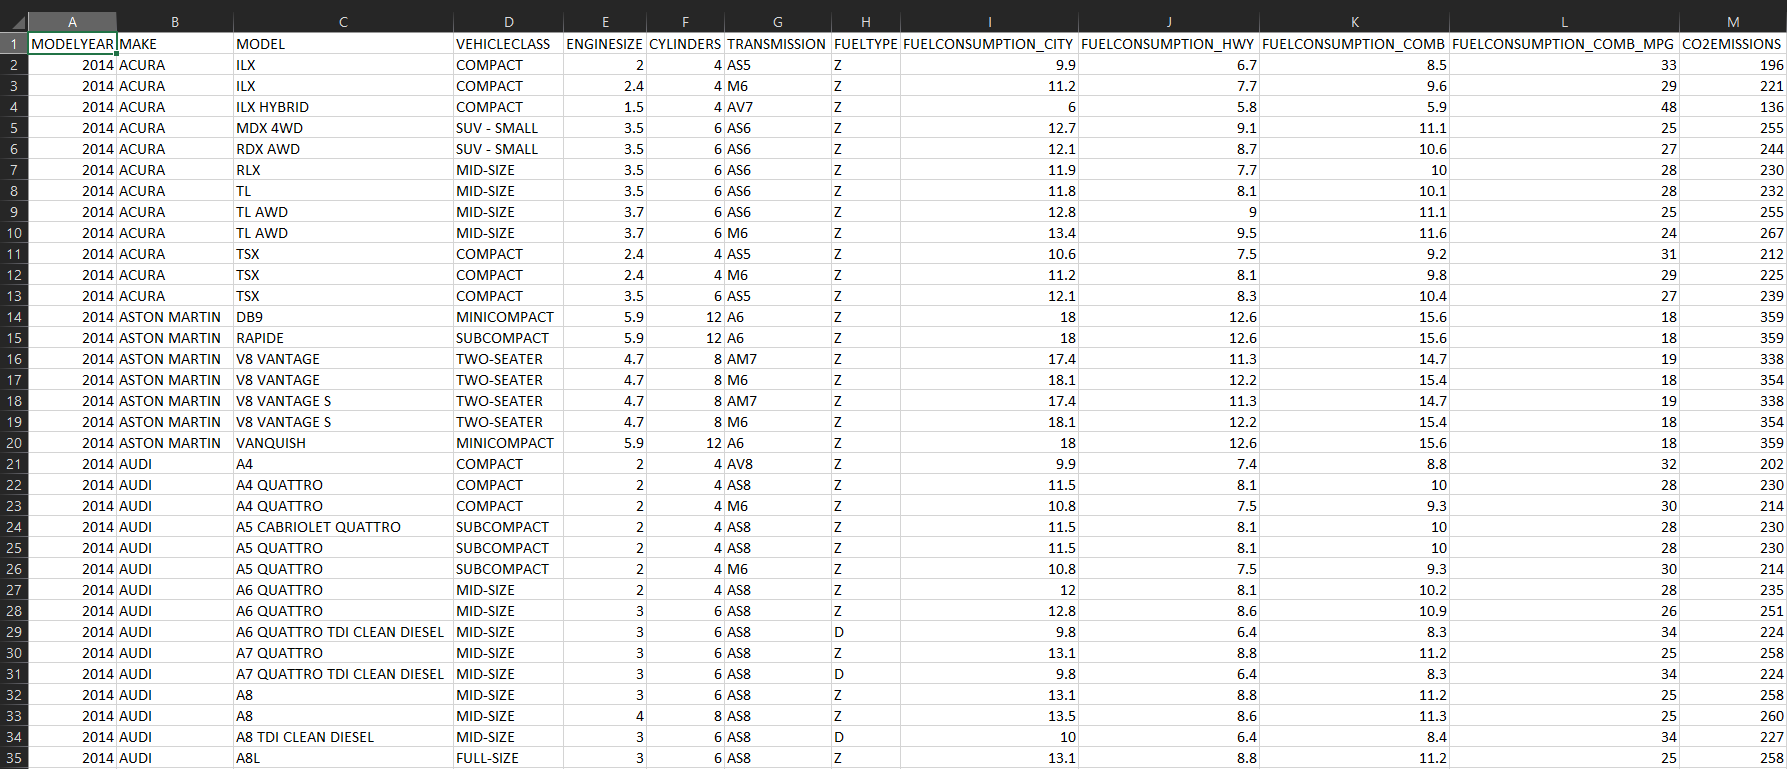 A B C D E F G H I J K L M
1 MODELYEAR MAKE MODEL VEHICLECLASS ENGINESIZE CYLINDERS TRANSMISSION FUELTYPE FUELCONSUMPTION_CITY FUELCONSUMPTION_HWY FUELCONSUMPTION_COMB FUELCONSUMPTION_COMB_MPG CO2EMISSIONS
2 2014 ACURA ILX COMPACT 2 4 AS5 Z 9.9 6.7 8.5 33 196
3 2014 ACURA ILX COMPACT 2.4 4 M6 Z 11.2 7.7 9.6 29 221
4 2014 ACURA ILX HYBRID COMPACT 1.5 4 AV7 Z 6 5.8 5.9 48 136
5 2014 ACURA MDX 4WD SUV - SMALL 3.5 6 AS6 Z 12.7 9.1 11.1 25 255
6 2014 ACURA RDX AWD SUV - SMALL 3.5 6 AS6 Z 12.1 8.7 10.6 27 244
7 2014 ACURA RLX MID-SIZE 3.5 6 AS6 Z 11.9 7.7 10 28 230
8 2014 ACURA TL MID-SIZE 3.5 6 AS6 Z 11.8 8.1 10.1 28 232
9 2014 ACURA TL AWD MID-SIZE 3.7 6 AS6 Z 12.8 9 11.1 25 255
10 2014 ACURA TL AWD MID-SIZE 3.7 6 M6 Z 13.4 9.5 11.6 24 267
11 2014 ACURA TSX COMPACT 2.4 4 AS5 Z 10.6 7.5 9.2 31 212
12 2014 ACURA TSX COMPACT 2.4 4 M6 Z 11.2 8.1 9.8 29 225
13 2014 ACURA TSX COMPACT 3.5 6 AS5 Z 12.1 8.3 10.4 27 239
14 2014 ASTON MARTIN DB9 MINICOMPACT 5.9 12 A6 Z 18 12.6 15.6 18 359
15 2014 ASTON MARTIN RAPIDE SUBCOMPACT 5.9 12 A6 Z 18 12.6 15.6 18 359
16 2014 ASTON MARTIN V8 VANTAGE TWO-SEATER 4.7 8 AM7 Z 17.4 11.3 14.7 19 338
17 2014 ASTON MARTIN V8 VANTAGE TWO-SEATER 4.7 8 M6 Z 18.1 12.2 15.4 18 354
18 2014 ASTON MARTIN V8 VANTAGE S TWO-SEATER 4.7 8 AM7 Z 17.4 11.3 14.7 19 338
19 2014 ASTON MARTIN V8 VANTAGE S TWO-SEATER 4.7 8 M6 Z 18.1 12.2 15.4 18 354
20 2014 ASTON MARTIN VANQUISH MINICOMPACT 5.9 12 A6 Z 18 12.6 15.6 18 359
21 2014 AUDI A4 COMPACT 2 4 AV8 Z 9.9 7.4 8.8 32 202
22 2014 AUDI A4 QUATTRO COMPACT 2 4 AS8 Z 11.5 8.1 10 28 230
23 2014 AUDI A4 QUATTRO COMPACT 2 4 M6 Z 10.8 7.5 9.3 30 214
24 2014 AUDI A5 CABRIOLET QUATTRO SUBCOMPACT 2 4 AS8 Z 11.5 8.1 10 28 230
25 2014 AUDI A5 QUATTRO SUBCOMPACT 2 4 AS8 Z 11.5 8.1 10 28 230
26 2014 AUDI A5 QUATTRO SUBCOMPACT 2 4 M6 Z 10.8 7.5 9.3 30 214
27 2014 AUDI A6 QUATTRO MID-SIZE 2 4 AS8 Z 12 8.1 10.2 28 235
28 2014 AUDI A6 QUATTRO MID-SIZE 3 6 AS8 Z 12.8 8.6 10.9 26 251
29 2014 AUDI A6 QUATTRO TDI CLEAN DIESEL MID-SIZE 3 6 AS8 D 9.8 6.4 8.3 34 224
30 2014 AUDI A7 QUATTRO MID-SIZE 3 6 AS8 Z 13.1 8.8 11.2 25 258
31 2014 AUDI A7 QUATTRO TDI CLEAN DIESEL MID-SIZE 3 6 AS8 D 9.8 6.4 8.3 34 224
32 2014 AUDI A8 MID-SIZE 3 6 AS8 Z 13.1 8.8 11.2 25 258
33 2014 AUDI A8 MID-SIZE 4 8 AS8 Z 13.5 8.6 11.3 25 260
34 2014 AUDI A8 TDI CLEAN DIESEL MID-SIZE 3 6 AS8 D 10 6.4 8.4 34 227
35 2014 AUDI A8L FULL-SIZE 3 6 AS8 Z 13.1 8.8 11.2 25 258